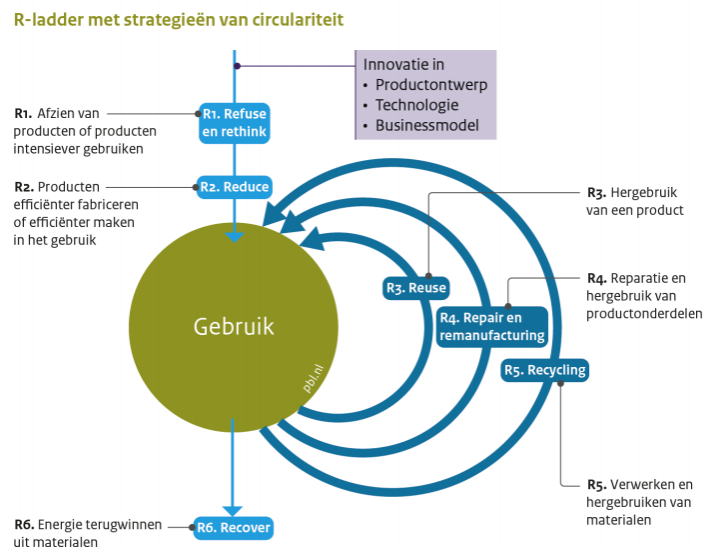 R-ladder met strategieën van circulariteit
Innovatie in
• Productontwerp
• Technologie
• Businessmodel
R1. Afzien van
producten of producten
intensiever gebruiken
R1. Refuse
en rethink
R2. Producten
efficiënter fabriceren
of efficiënter maken
in het gebruik
R2. Reduce
R3. Hergebruik
van een product
R3. Reuse
R4. Reparatie en
hergebruik van
productonderdelen
R4. Repair en
remanufacturing
Gebruik
pbl.nl
R5. Recycling
R5. Verwerken en
hergebruiken van
materialen
R6. Energie terugwinnen
uit materialen
R6. Recover